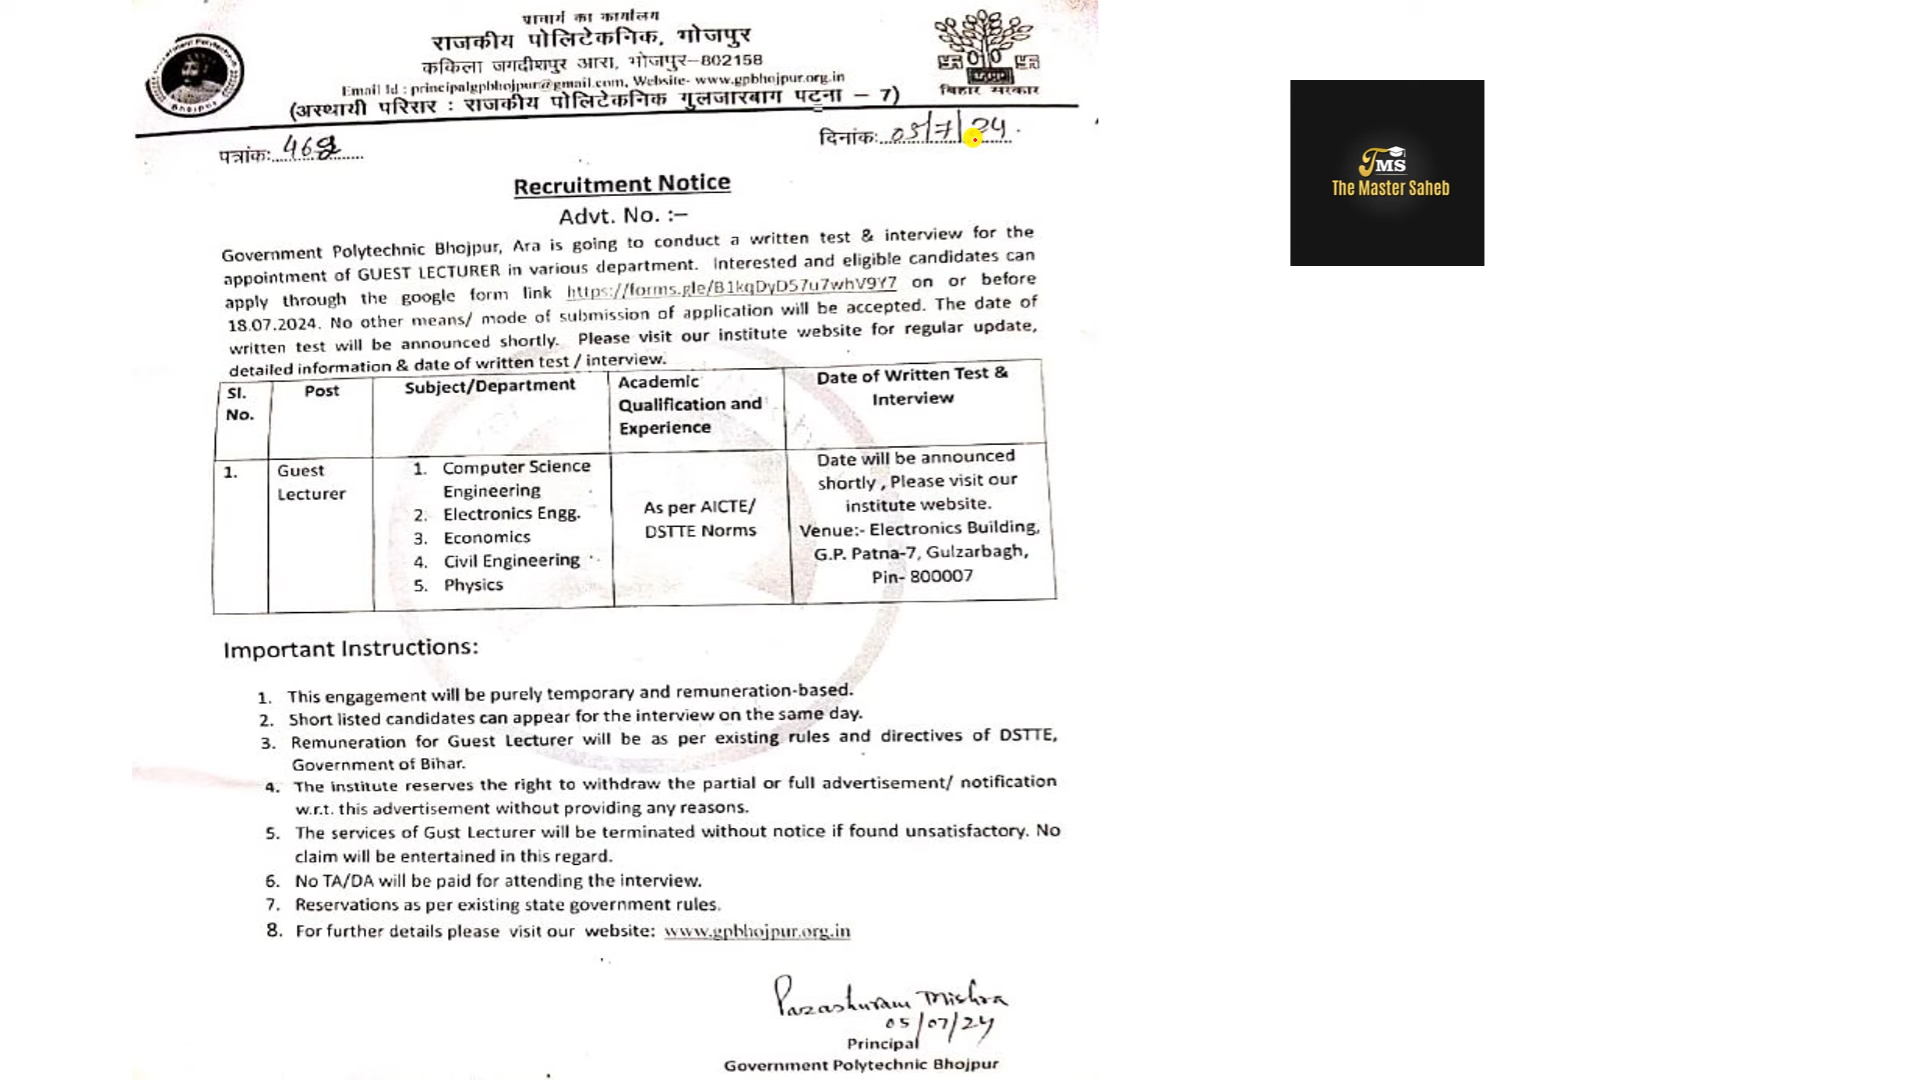 प्राचार्य का कार्यालय
राजकीय पोलिटेकनिक, भोजपुर
ककिला जगदीशपुर आरा, भोजपुर–802158
Email Id : principalgpbhojpur@gmail.com, Website- www.gpbhojpur.org.in
(अस्थायी परिसर : राजकीय पोलिटेकनिक गुलजारबाग पटना – 7)
Bhojpur
बिहार सरकार
पत्रांक:.............
दिनांक: 05/7/24.
Recruitment Notice
Advt. No. :–
Government Polytechnic Bhojpur, Ara is going to conduct a written test & interview for the
appointment of GUEST LECTURER in various department. Interested and eligible candidates can
apply through the google form link https://forms.gle/B1kqDyD57u7whV9Y7 on or before
18.07.2024. No other means/ mode of submission of application will be accepted. The date of
written test will be announced shortly. Please visit our institute website for regular update,
detailed information & date of written test / interview.
Sl. No. Post Subject/Department Academic Qualification and Experience Date of Written Test & Interview
1. Guest Lecturer
1. Computer Science Engineering
2. Electronics Engg.
3. Economics
4. Civil Engineering
5. Physics
As per AICTE/
DSTTE Norms
Date will be announced
shortly , Please visit our
institute website.
Venue:- Electronics Building,
G.P. Patna-7, Gulzarbagh,
Pin- 800007
Important Instructions:
1. This engagement will be purely temporary and remuneration-based.
2. Short listed candidates can appear for the interview on the same day.
3. Remuneration for Guest Lecturer will be as per existing rules and directives of DSTTE,
Government of Bihar.
4. The institute reserves the right to withdraw the partial or full advertisement/ notification
w.r.t. this advertisement without providing any reasons.
5. The services of Gust Lecturer will be terminated without notice if found unsatisfactory. No
claim will be entertained in this regard.
6. No TA/DA will be paid for attending the interview.
7. Reservations as per existing state government rules.
8. For further details please visit our website: www.gpbhojpur.org.in
Parashuram Mishra
05/07/24
Principal
Government Polytechnic Bhojpur
TMS
The Master Saheb